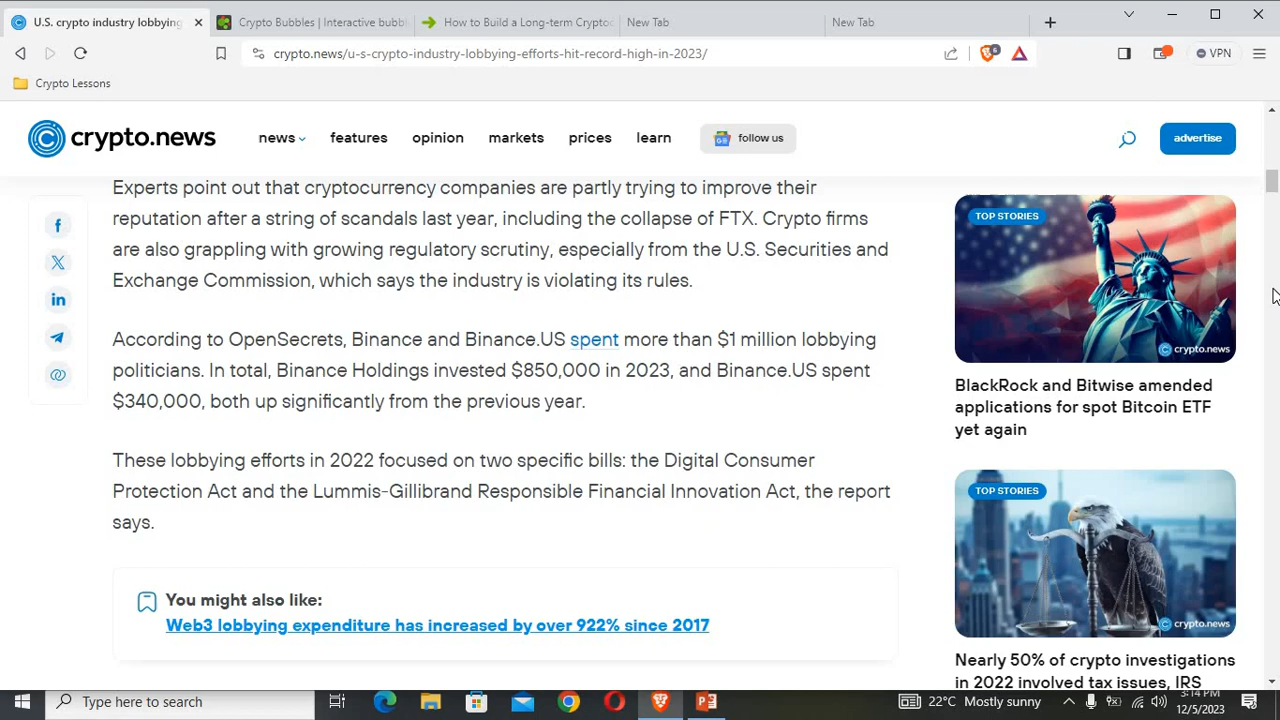 U.S. crypto industry lobbying
Crypto Bubbles | Interactive bubbl
How to Build a Long-term Cryptoc
New Tab
New Tab
crypto.news/u-s-crypto-industry-lobbying-efforts-hit-record-high-in-2023/
6
VPN
Crypto Lessons
crypto.news
news
features
opinion
markets
prices
learn
follow us
advertise
Experts point out that cryptocurrency companies are partly trying to improve their
reputation after a string of scandals last year, including the collapse of FTX. Crypto firms
are also grappling with growing regulatory scrutiny, especially from the U.S. Securities and
Exchange Commission, which says the industry is violating its rules.
According to OpenSecrets, Binance and Binance.US spent more than $1 million lobbying
politicians. In total, Binance Holdings invested $850,000 in 2023, and Binance.US spent
$340,000, both up significantly from the previous year.
These lobbying efforts in 2022 focused on two specific bills: the Digital Consumer
Protection Act and the Lummis-Gillibrand Responsible Financial Innovation Act, the report
says.
You might also like:
Web3 lobbying expenditure has increased by over 922% since 2017
TOP STORIES
crypto.news
BlackRock and Bitwise amended
applications for spot Bitcoin ETF
yet again
TOP STORIES
crypto.news
Nearly 50% of crypto investigations
in 2022 involved tax issues, IRS
Type here to search
22°C Mostly sunny
3:14 PM
12/5/2023